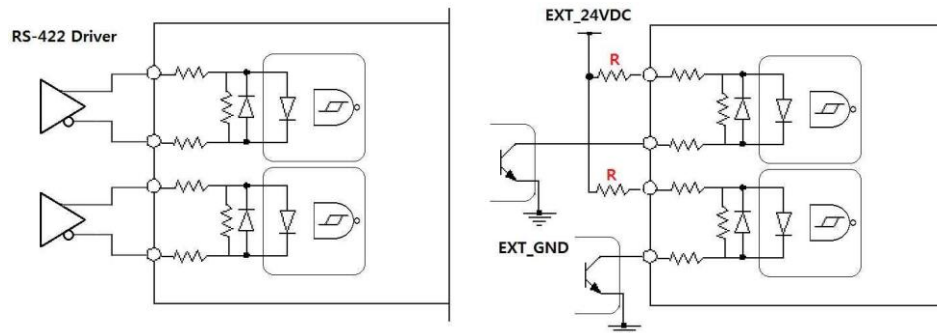 EXT_24VDC
RS-422 Driver
R
R
EXT_GND